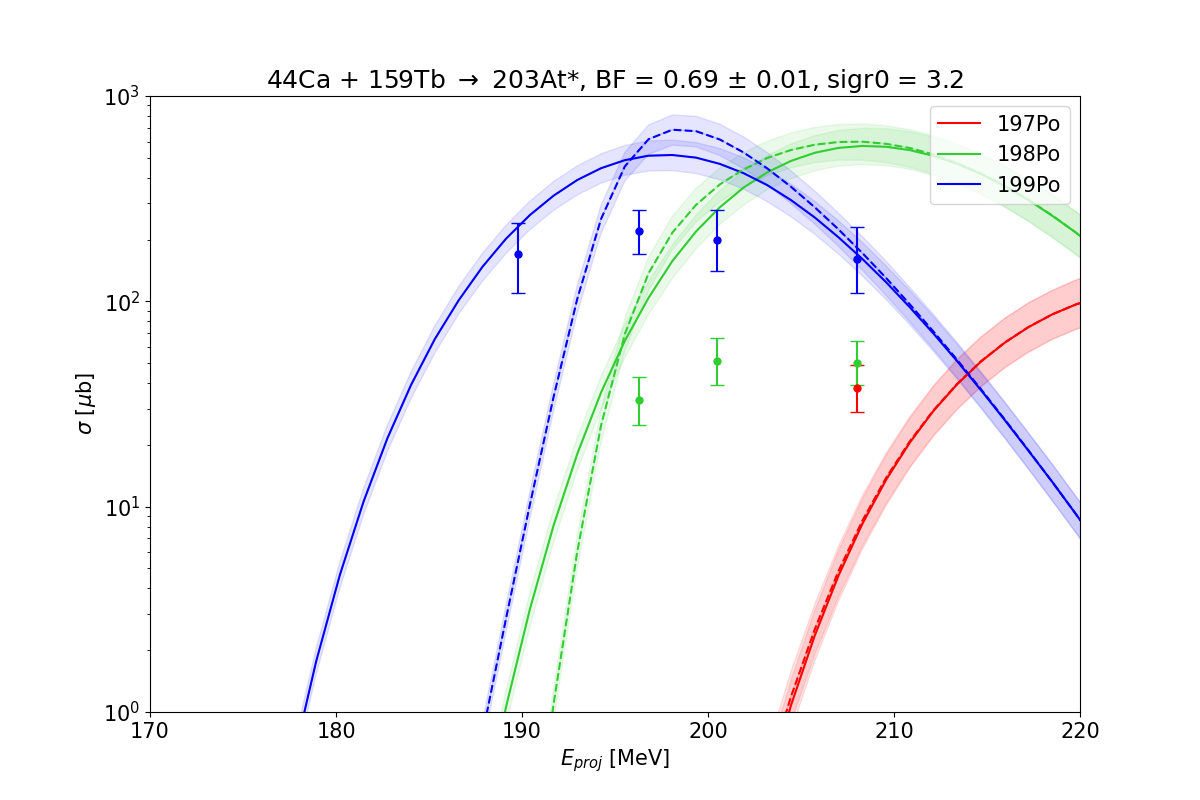 44Ca + 159Tb → 203At*, BF = 0.69 ± 0.01, sigr0 = 3.2
10³
197Po
198Po
199Po
10²
σ [μb]
10¹
10⁰
170 180 190 200 210 220
E_proj [MeV]